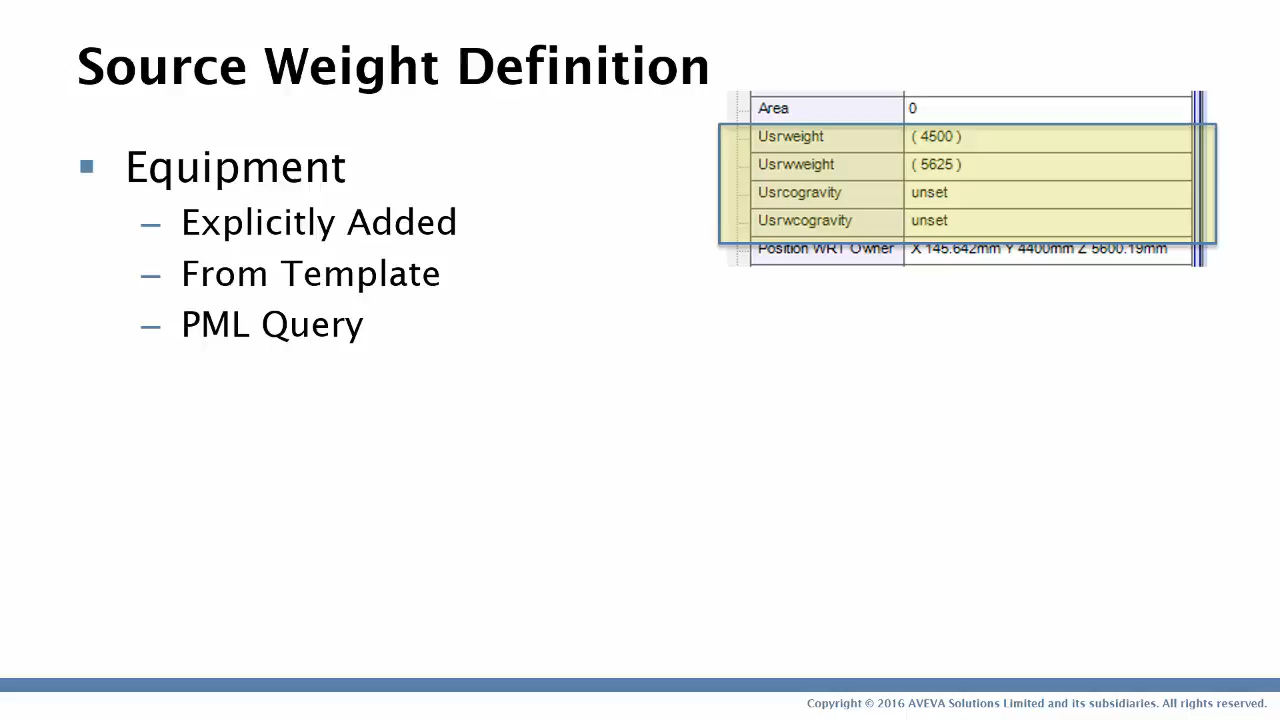 Source Weight Definition
Area 0
Usrweight ( 4500 )
Usrwweight ( 5625 )
Usrcogravity unset
Usrwcogravity unset
Position WRT Owner X 145.642mm Y 4400mm Z 5600.19mm
▪ Equipment
– Explicitly Added
– From Template
– PML Query
Copyright © 2016 AVEVA Solutions Limited and its subsidiaries. All rights reserved.